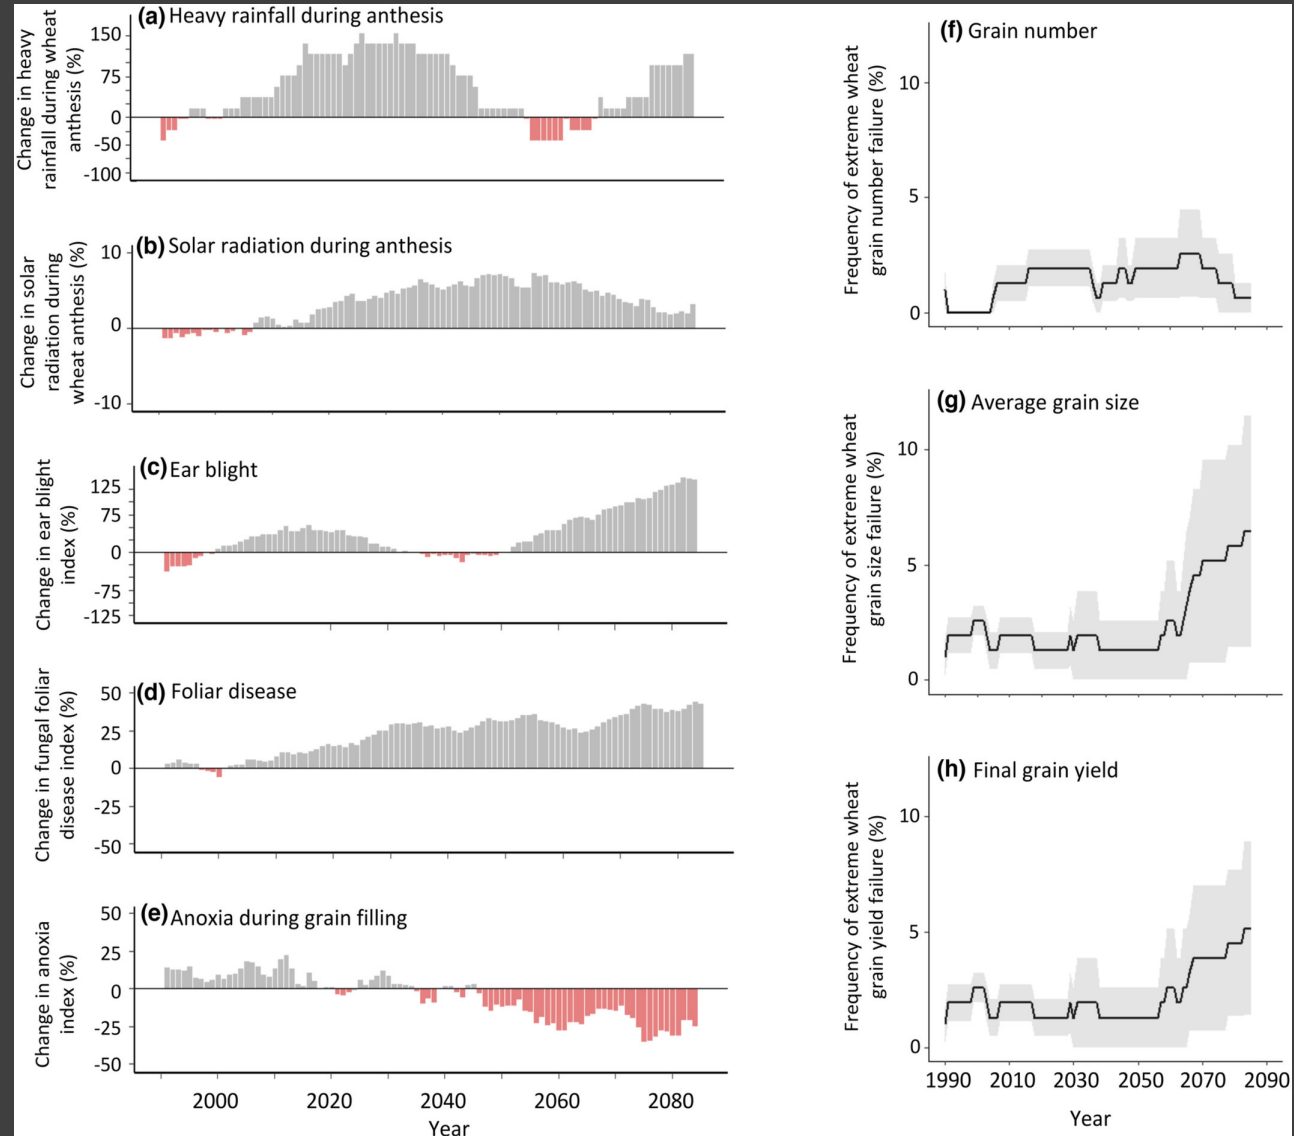 (a) Heavy rainfall during anthesis
Change in heavy
rainfall during wheat
anthesis (%)
150
75
0
-50
-100
(b) Solar radiation during anthesis
Change in solar
radiation during
wheat anthesis (%)
10
0
-10
(c) Ear blight
Change in ear blight
index (%)
125
75
0
-75
-125
(d) Foliar disease
Change in fungal foliar
disease index (%)
50
25
0
-25
-50
(e) Anoxia during grain filling
Change in anoxia
index (%)
50
25
0
-25
-50
2000 2020 2040 2060 2080
Year
(f) Grain number
Frequency of extreme wheat
grain number failure (%)
10
5
0
(g) Average grain size
Frequency of extreme wheat
grain size failure (%)
10
5
0
(h) Final grain yield
Frequency of extreme wheat
grain yield failure (%)
10
5
0
1990 2010 2030 2050 2070 2090
Year